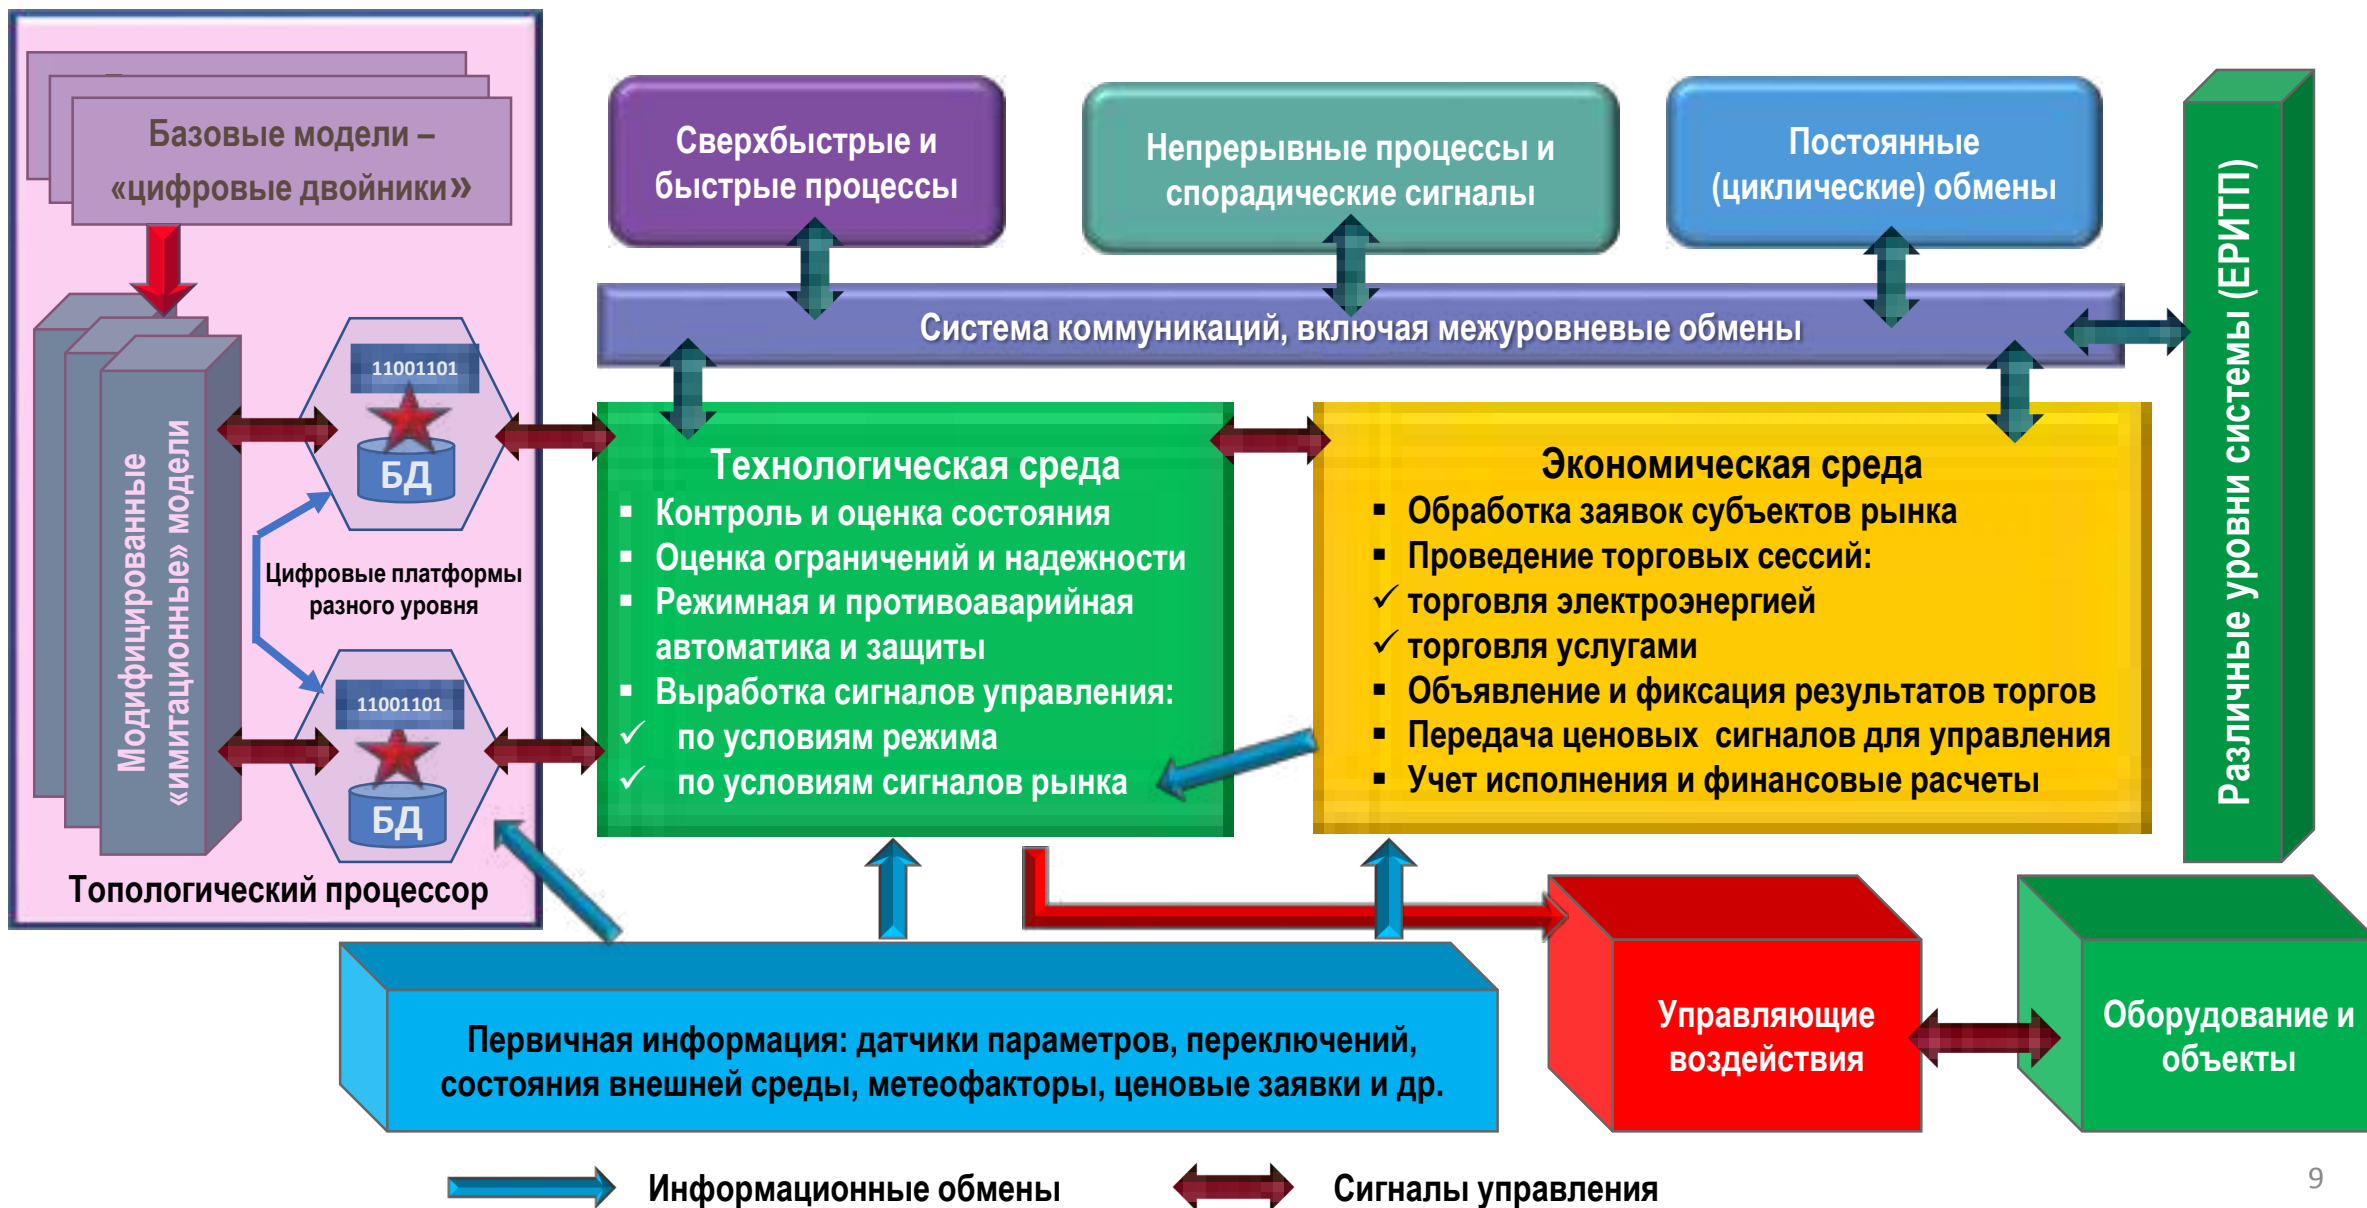 Базовые модели –
«цифровые двойники»
Модифицированные
«имитационные» модели
11001101
БД
Цифровые платформы
разного уровня
11001101
БД
Топологический процессор
Сверхбыстрые и
быстрые процессы
Непрерывные процессы и
спорадические сигналы
Постоянные
(циклические) обмены
Система коммуникаций, включая межуровневые обмены
Технологическая среда
▪ Контроль и оценка состояния
▪ Оценка ограничений и надежности
▪ Режимная и противоаварийная
автоматика и защиты
▪ Выработка сигналов управления:
✓ по условиям режима
✓ по условиям сигналов рынка
Экономическая среда
▪ Обработка заявок субъектов рынка
▪ Проведение торговых сессий:
✓ торговля электроэнергией
✓ торговля услугами
▪ Объявление и фиксация результатов торгов
▪ Передача ценовых сигналов для управления
▪ Учет исполнения и финансовые расчеты
Различные уровни системы (ЕРИТП)
Первичная информация: датчики параметров, переключений,
состояния внешней среды, метеофакторы, ценовые заявки и др.
Управляющие
воздействия
Оборудование и
объекты
Информационные обмены
Сигналы управления
9